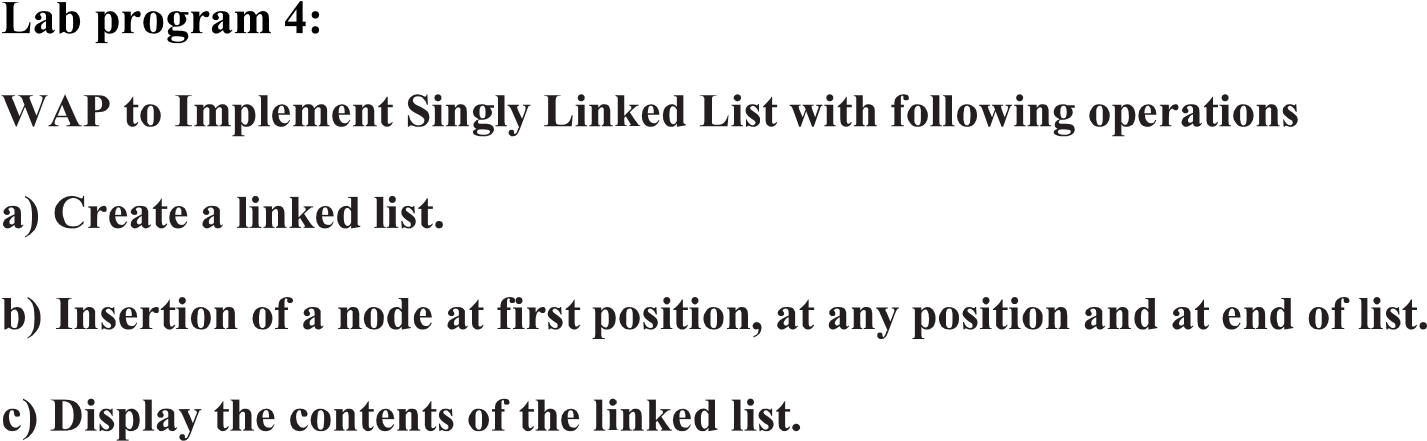 Lab program 4:
WAP to Implement Singly Linked List with following operations
a) Create a linked list.
b) Insertion of a node at first position, at any position and at end of list.
c) Display the contents of the linked list.